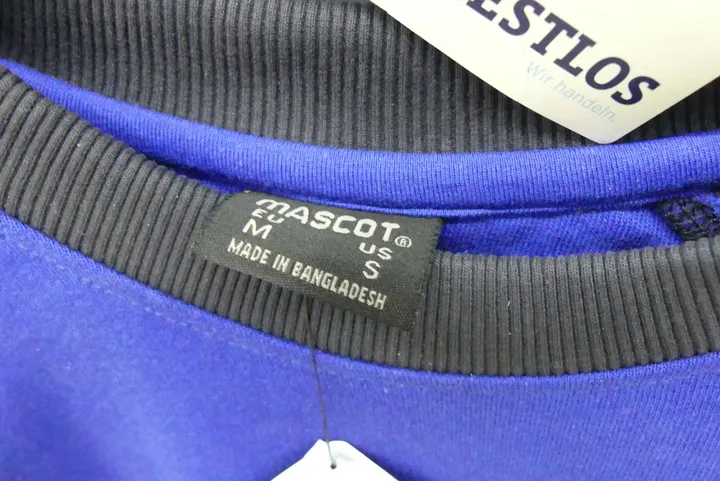 ESTLOS
Wir handeln.
MASCOT®
EU US
M S
MADE IN BANGLADESH